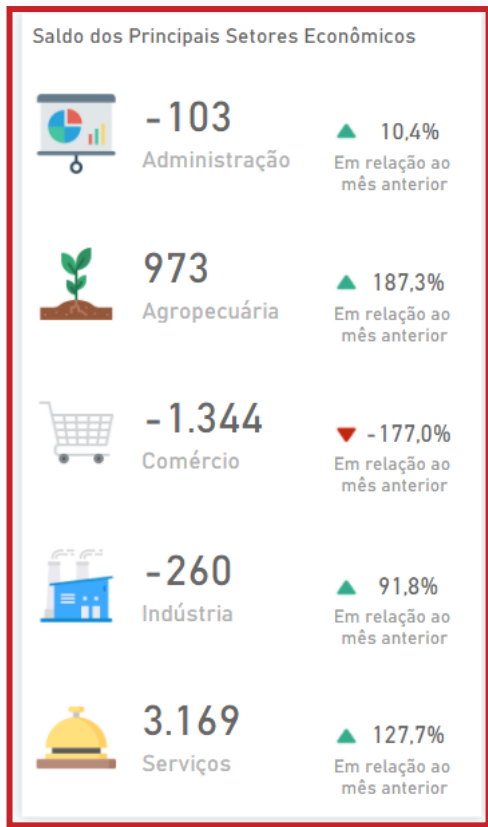 Saldo dos Principais Setores Econômicos
-103
Administração
10,4%
Em relação ao
mês anterior
973
Agropecuária
187,3%
Em relação ao
mês anterior
-1.344
Comércio
-177,0%
Em relação ao
mês anterior
-260
Indústria
91,8%
Em relação ao
mês anterior
3.169
Serviços
127,7%
Em relação ao
mês anterior